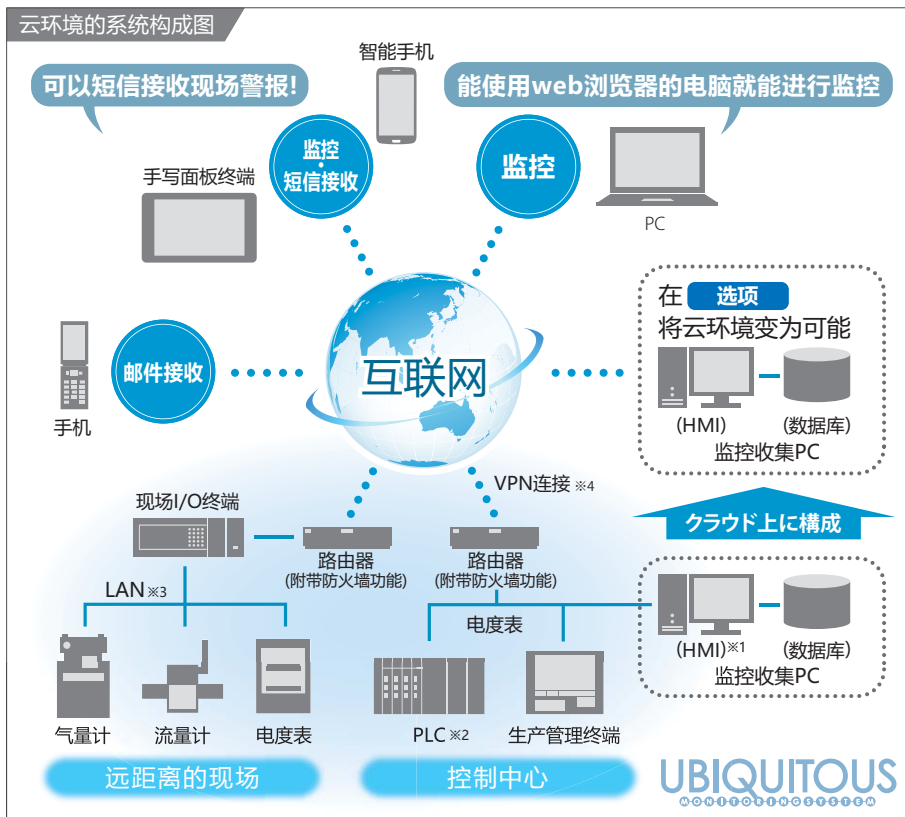 云环境的系统构成图
智能手机
可以短信接收现场警报!
能使用web浏览器的电脑就能进行监控
监控
·
短信接收
监控
手写面板终端
PC
在 选项
将云环境变为可能
互联网
邮件接收
手机
(HMI) (数据库)
监控收集PC
VPN连接 ※4
现场I/O终端
クラウド上に構成
路由器
(附带防火墙功能)
路由器
(附带防火墙功能)
LAN※3
电度表
(HMI)※1 (数据库)
监控收集PC
气量计 流量计 电度表
PLC ※2 生产管理终端
远距离的现场
控制中心
UBIQUITOUS
MONITORINGSYSTEM